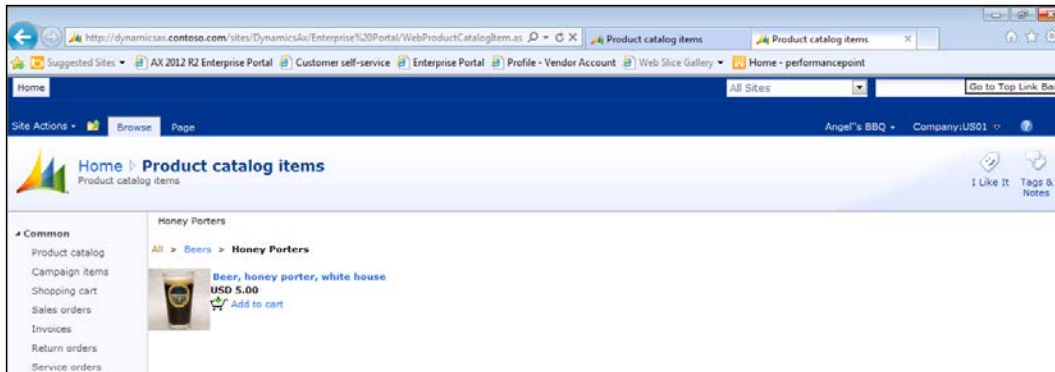 http://dynamicsax.contoso.com/sites/DynamicsAx/Enterprise%20Portal/WebProductCatalogItem.as
Product catalog items
Product catalog items
Suggested Sites
AX 2012 R2 Enterprise Portal
Customer self-service
Enterprise Portal
Profile - Vendor Account
Web Slice Gallery
Home - performancepoint
Home
All Sites
Go to Top Link Ba
Site Actions
Browse
Page
Angel"s BBQ
Company:US01
Home
Product catalog items
Product catalog items
I Like It
Tags &
Notes
Honey Porters
Common
Product catalog
Campaign items
Shopping cart
Sales orders
Invoices
Return orders
Service orders
All > Beers > Honey Porters
Beer, honey porter, white house
USD 5.00
Add to cart